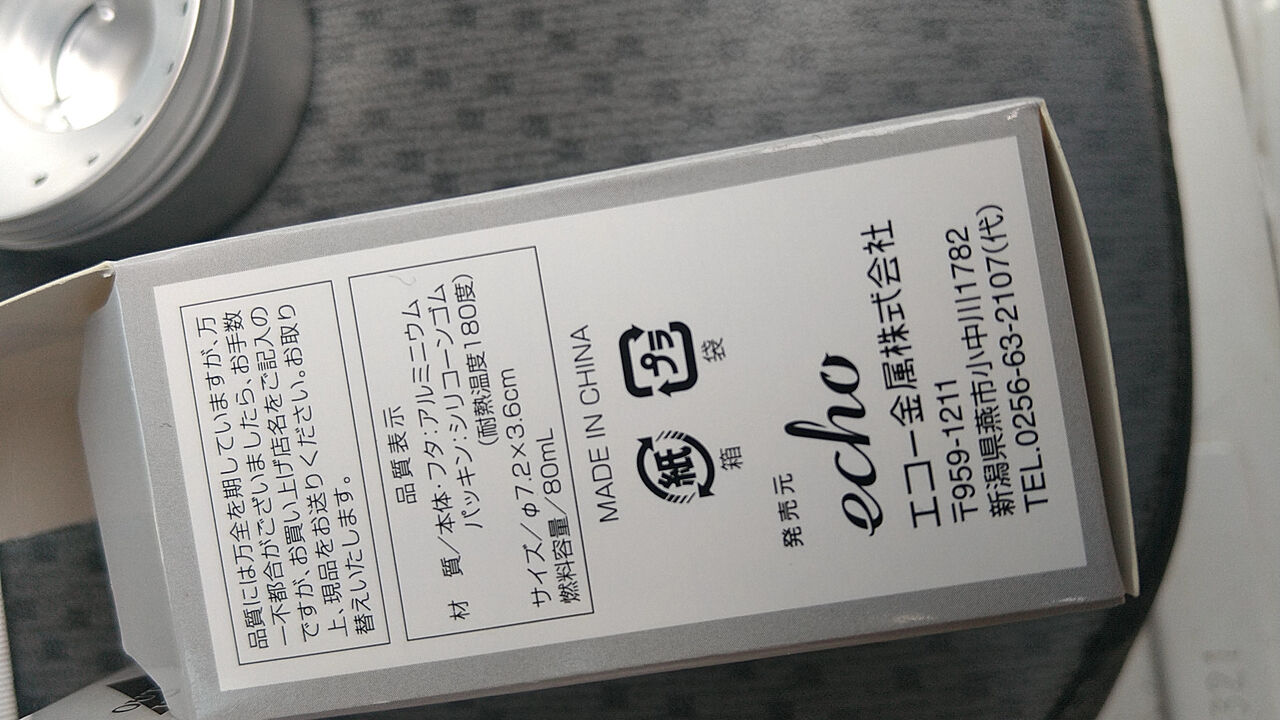 品質には万全を期していますが、万
一不都合がございましたら、お手数
ですが、お買い上げ店名をご記入の
上、現品をお送りください。お取り
替えいたします。
品質表示
材　質／本体・フタ:アルミニウム
パッキン:シリコーンゴム
(耐熱温度180度)
サイズ／φ7.2×3.6cm
燃料容量／80mL
MADE IN CHINA
紙 プラ
箱 袋
発売元
echo
エコー金属株式会社
〒959-1211
新潟県燕市小中川1782
TEL.0256-63-2107(代)
321